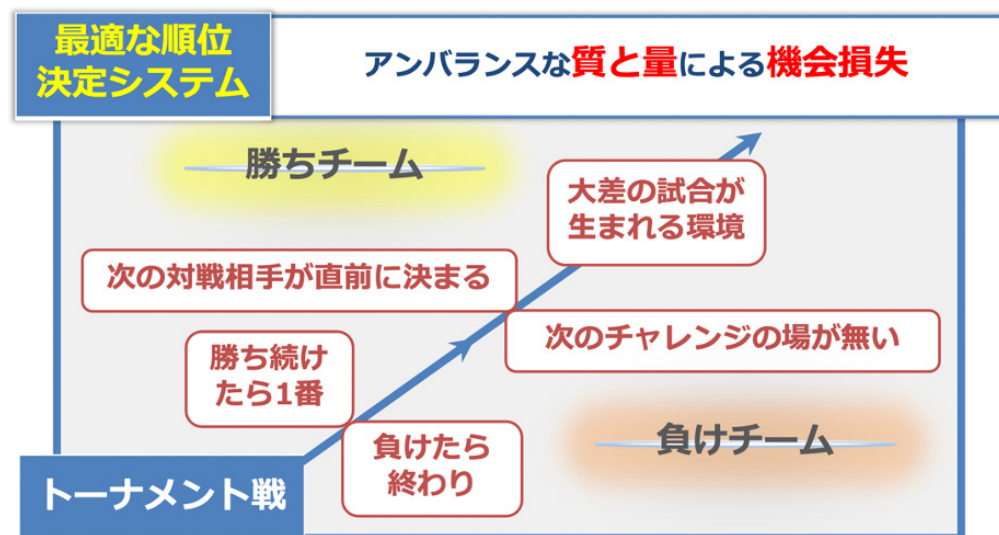 最適な順位
決定システム
アンバランスな質と量による機会損失
勝ちチーム
大差の試合が
生まれる環境
次の対戦相手が直前に決まる
次のチャレンジの場が無い
勝ち続け
たら1番
負けたら
終わり
負けチーム
トーナメント戦